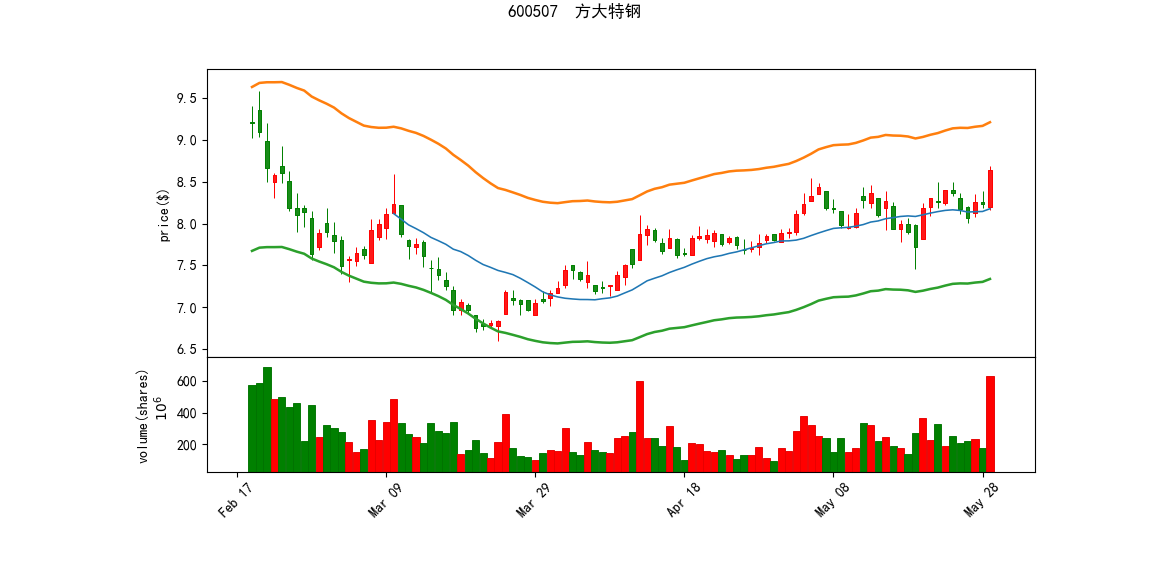 600507 方大特钢
price($)
9.5
9.0
8.5
8.0
7.5
7.0
6.5
volume(shares)
10^6
600
400
200
Feb 17
Mar 09
Mar 29
Apr 18
May 08
May 28